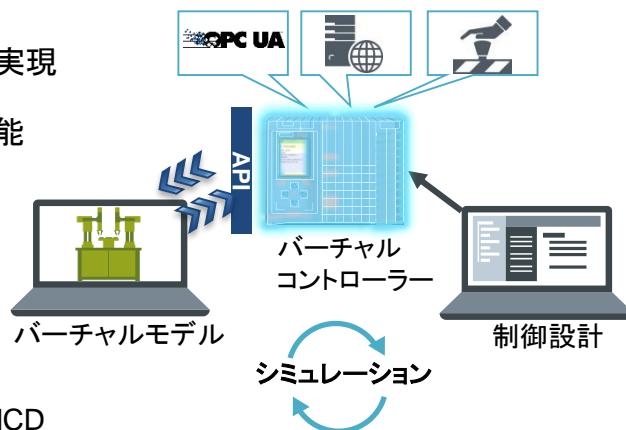 実現
能
OPC UA
API
バーチャル
コントローラー
バーチャルモデル
制御設計
シミュレーション
MCD